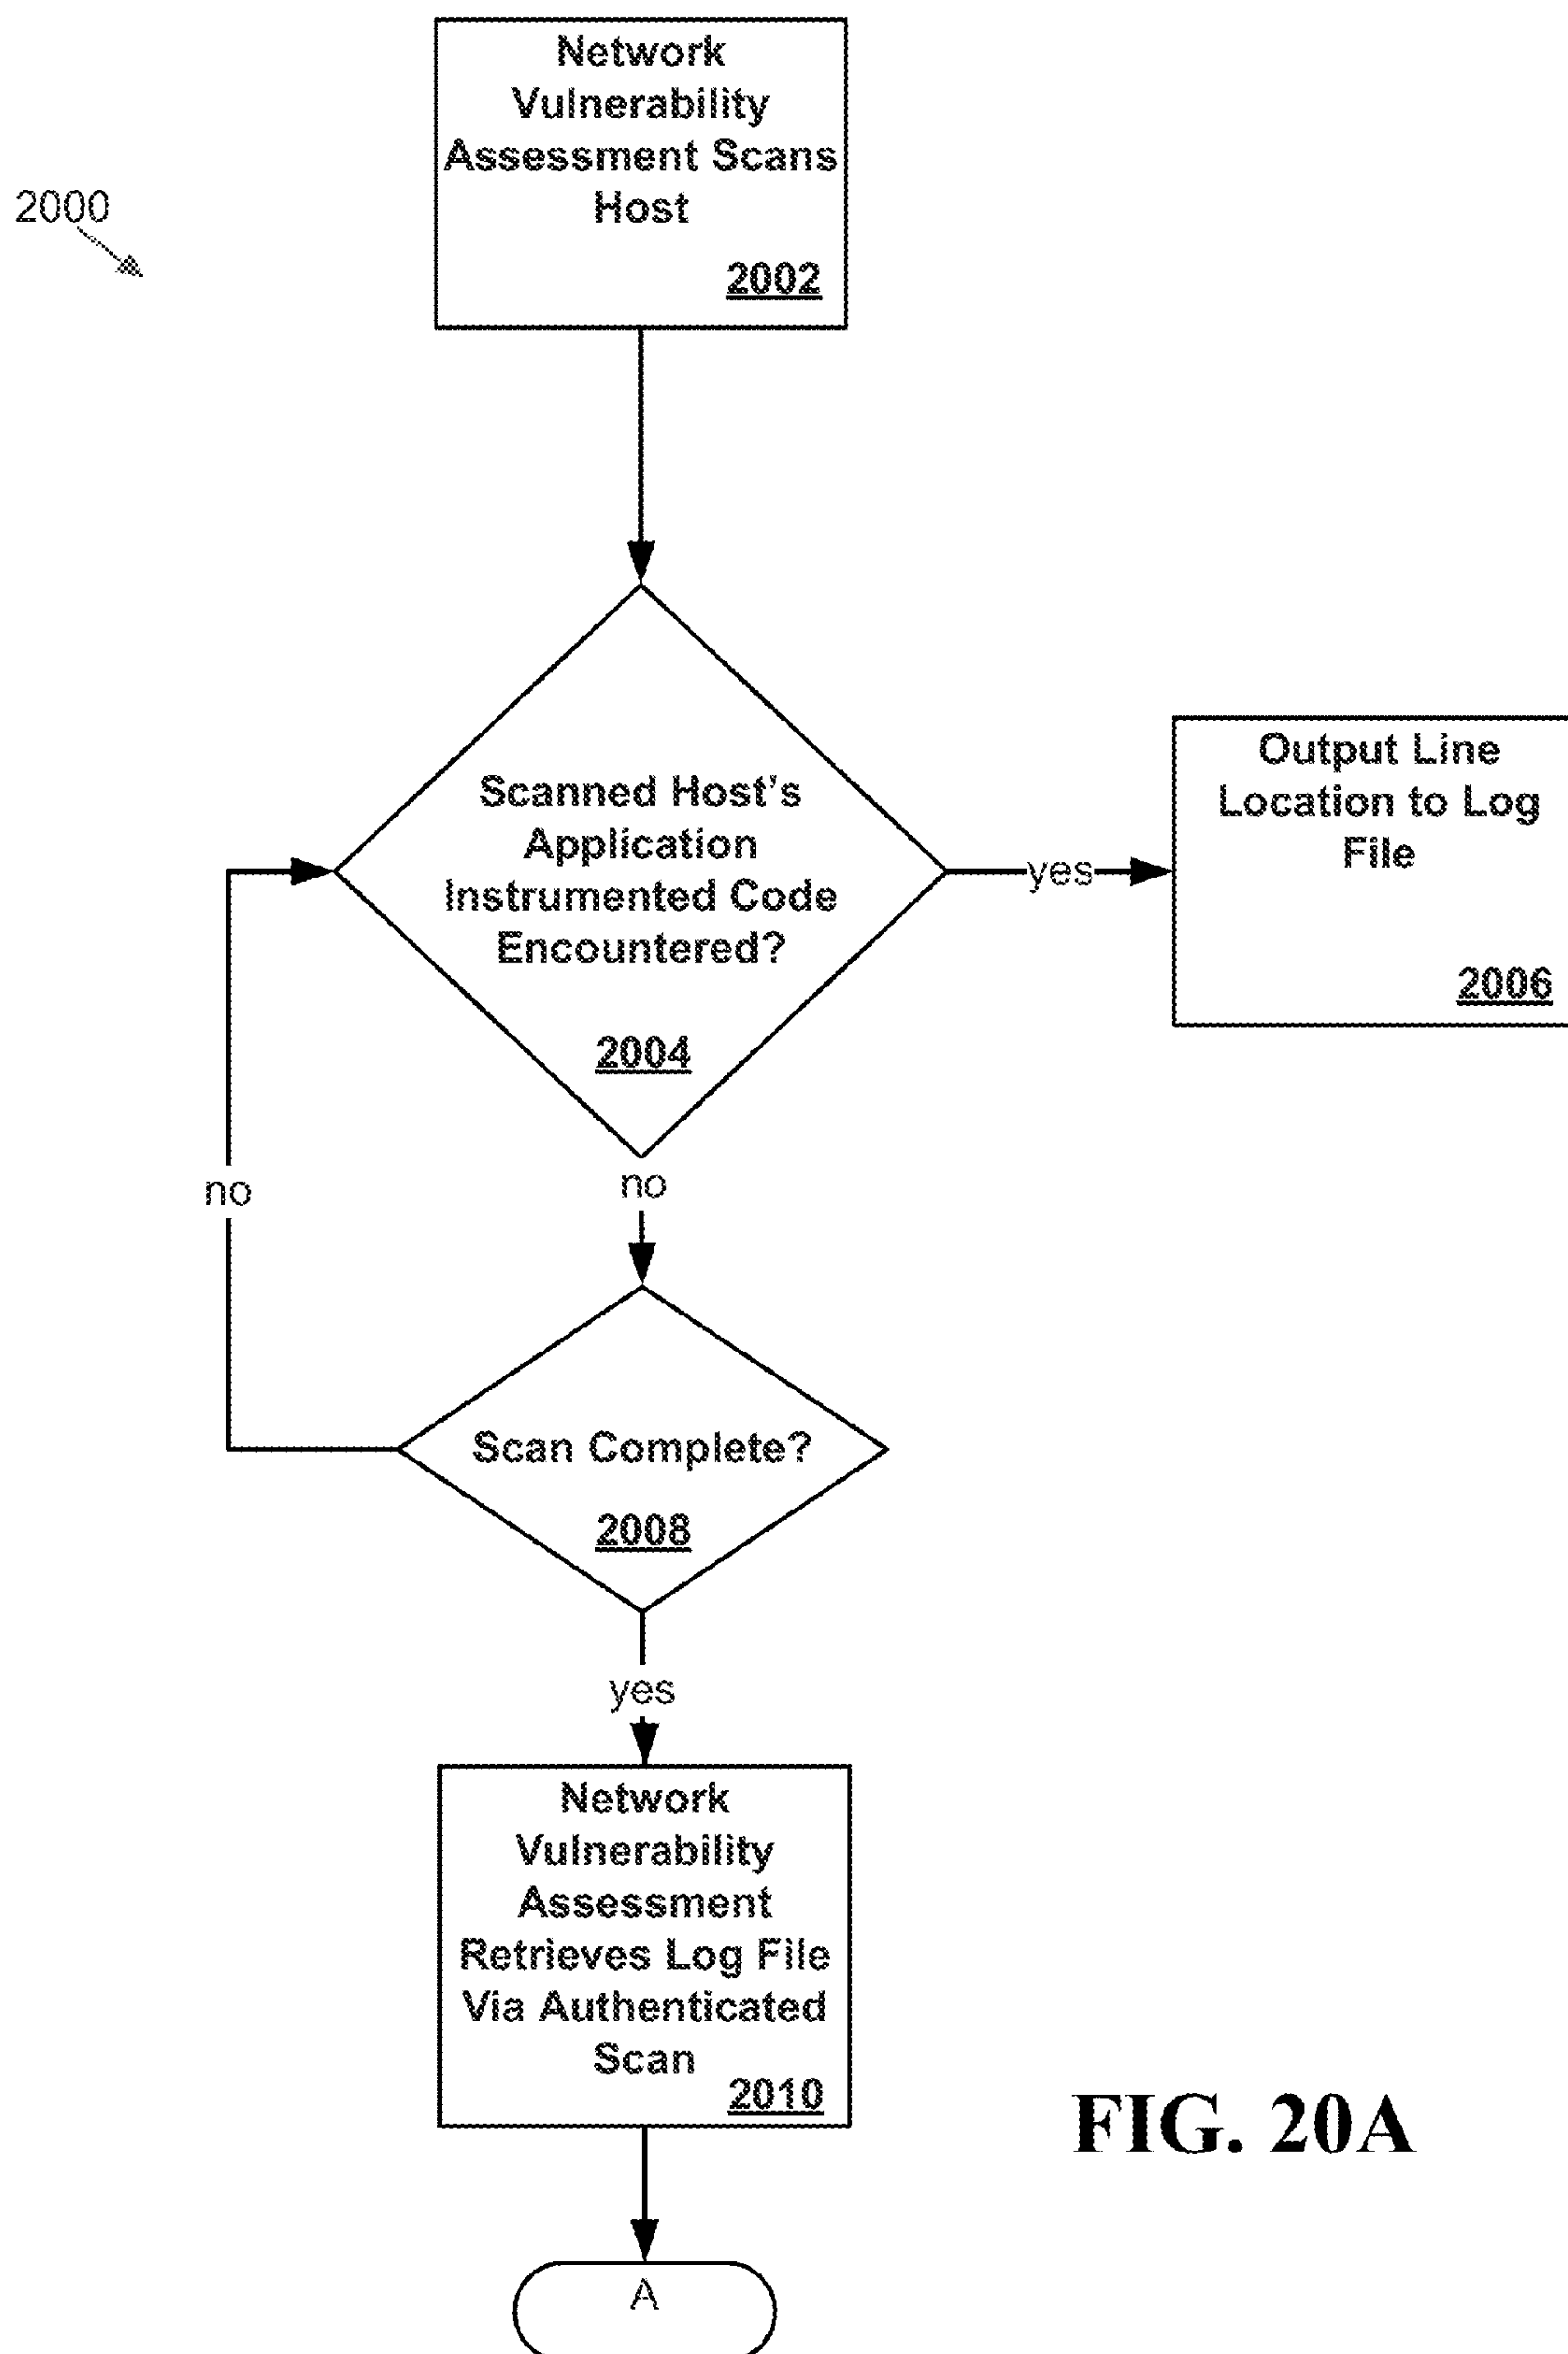 Network
Vulnerability
Assessment Scans
Host
2002
2000
Scanned Host's
Application
Instrumented Code
Encountered?
2004
yes
Output Line
Location to Log
File
2006
no
no
Scan Complete?
2008
yes
Network
Vulnerability
Assessment
Retrieves Log File
Via Authenticated
Scan
2010
FIG. 20A
A